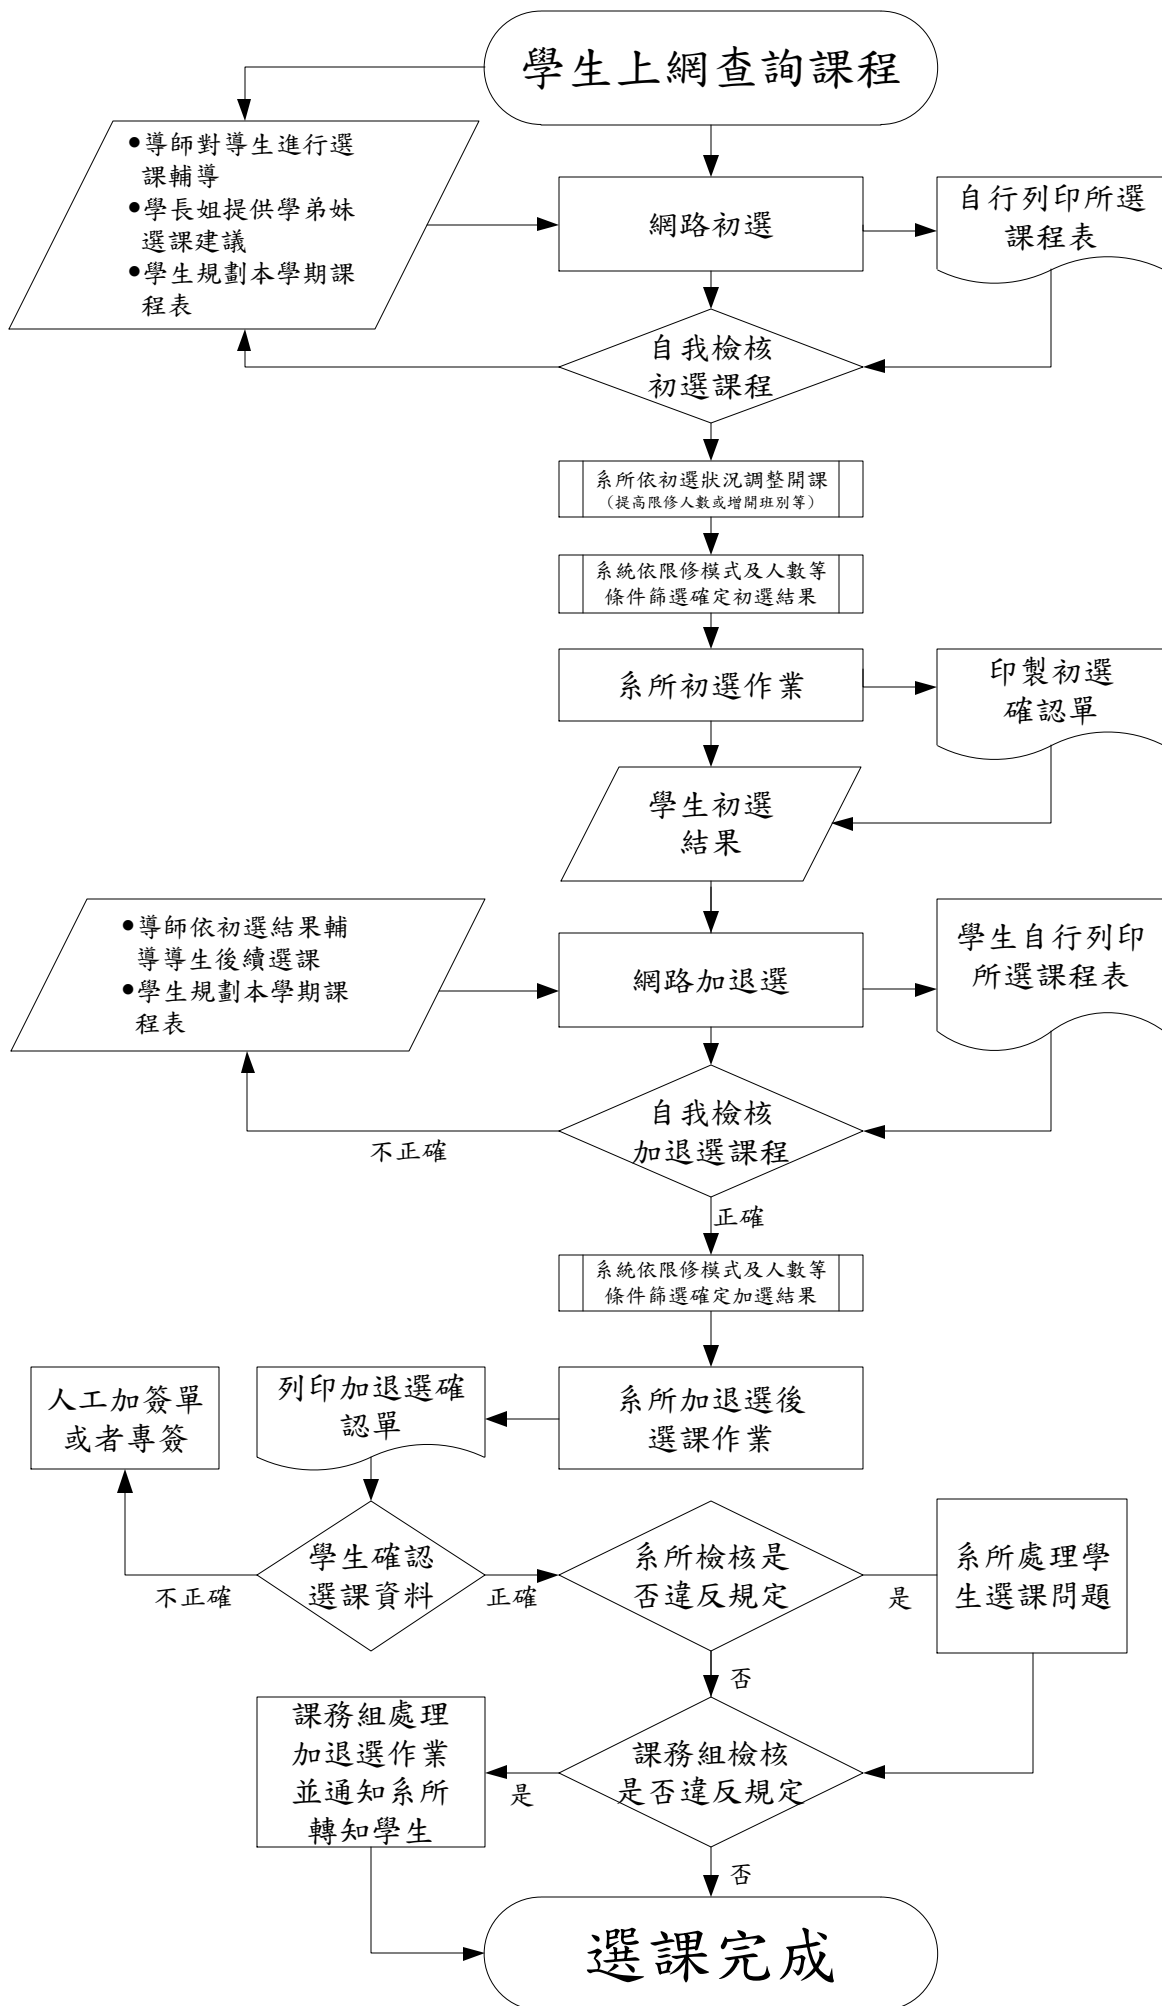 學生上網查詢課程
●導師對導生進行選
課輔導
●學長姐提供學弟妹
選課建議
●學生規劃本學期課
程表
網路初選
自行列印所選
課程表
自我檢核
初選課程
系所依初選狀況調整開課
(提高限修人數或增開班別等)
系統依限修模式及人數等
條件篩選確定初選結果
系所初選作業
印製初選
確認單
學生初選
結果
●導師依初選結果輔
導導生後續選課
●學生規劃本學期課
程表
網路加退選
學生自行列印
所選課程表
自我檢核
加退選課程
不正確
正確
系統依限修模式及人數等
條件篩選確定加選結果
人工加簽單
或者專簽
列印加退選確
認單
系所加退選後
選課作業
學生確認
選課資料
不正確
正確
系所檢核是
否違反規定
是
系所處理學
生選課問題
否
課務組處理
加退選作業
並通知系所
轉知學生
是
課務組檢核
是否違反規定
否
選課完成